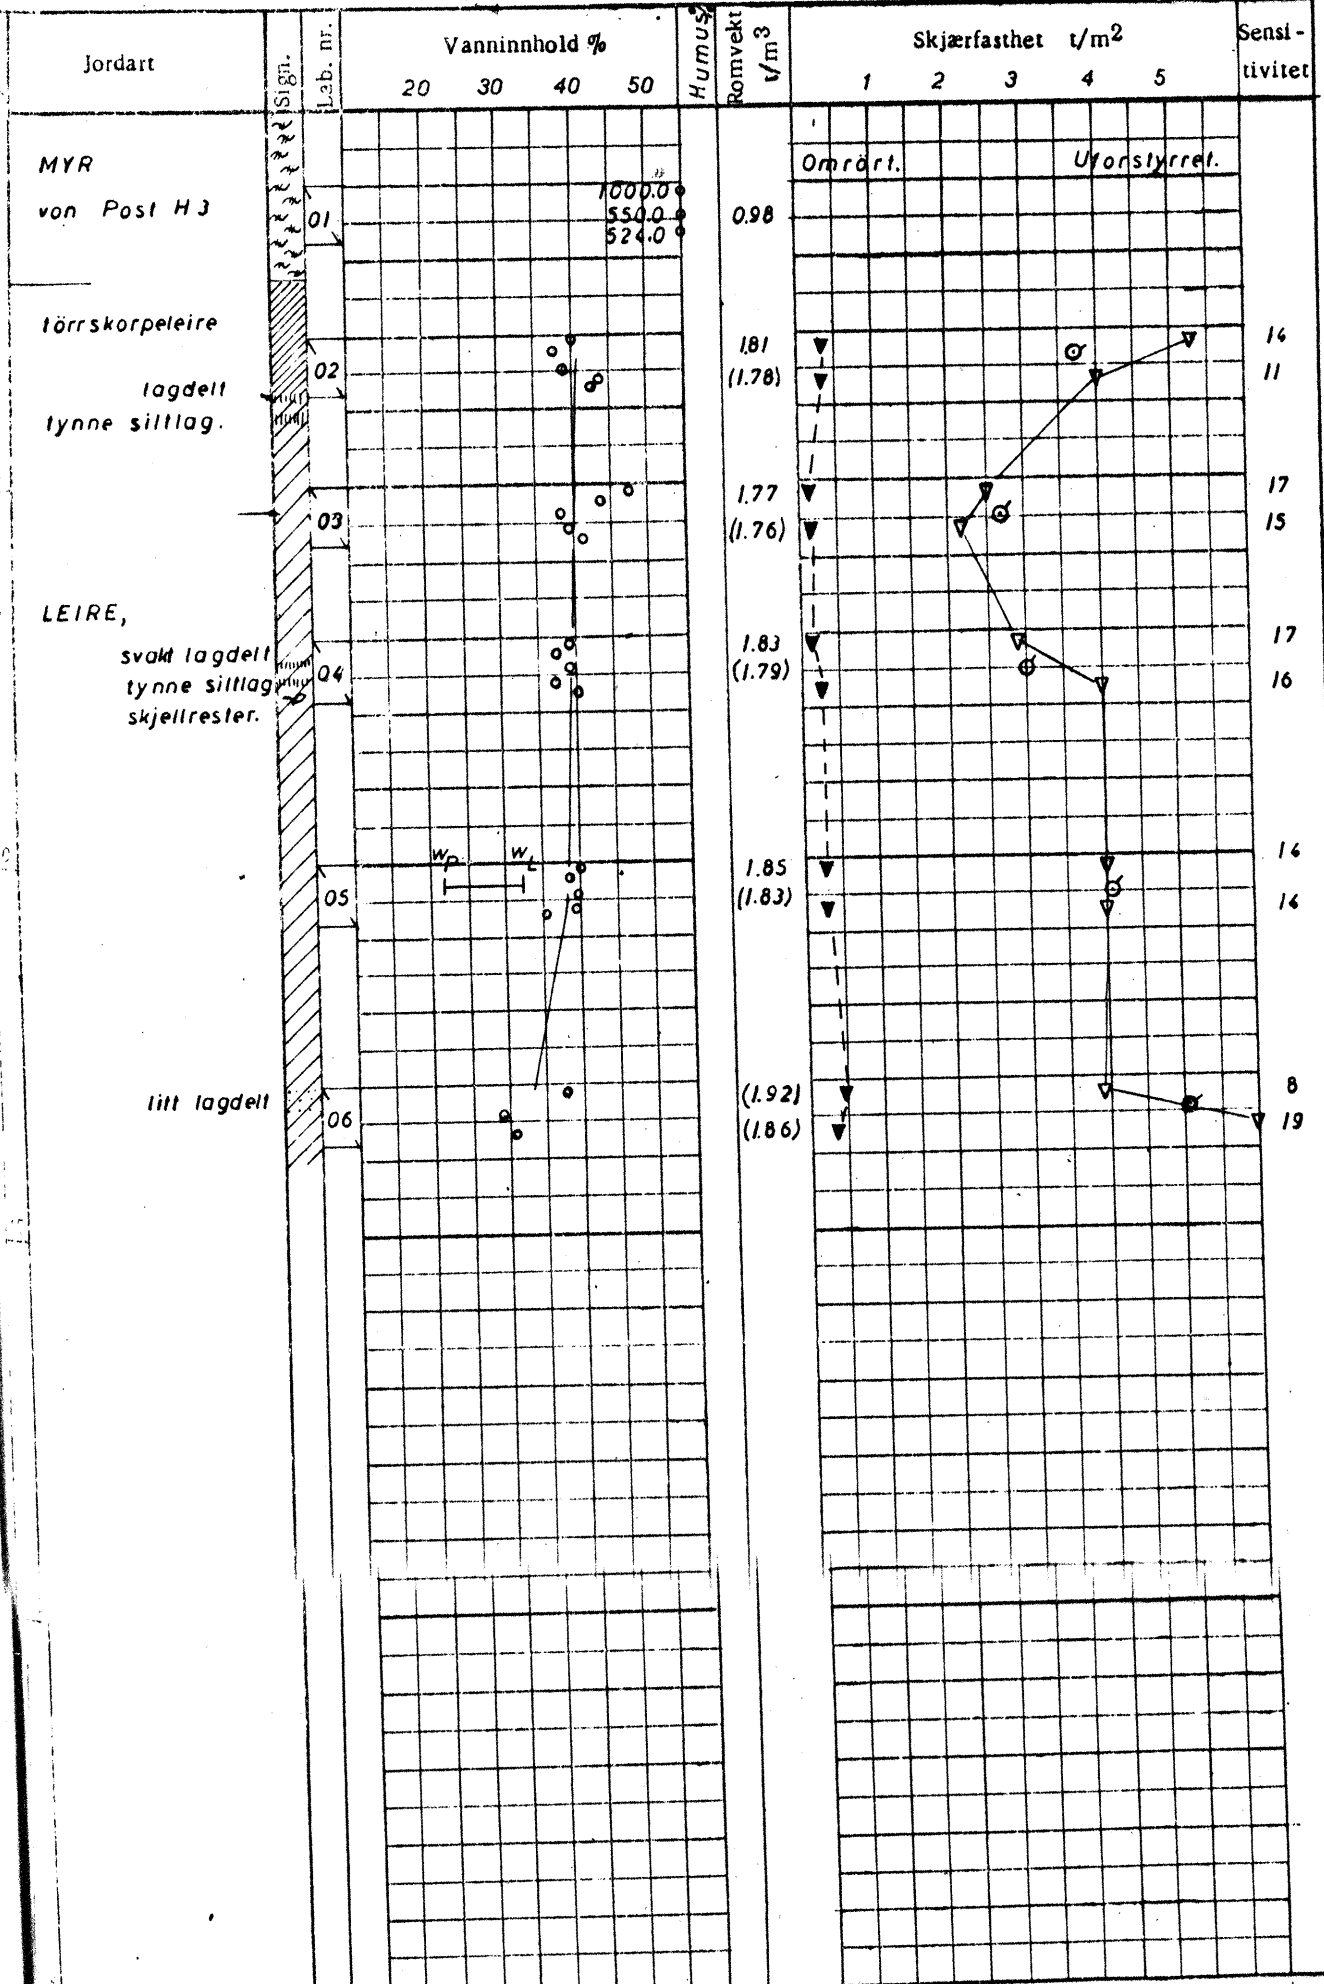 Jordart
Sign.
Lab. nr.
Vanninnhold %
20 30 40 50
Humus %
Romvekt t/m3
Skjærfasthet t/m2
1 2 3 4 5
Sensi-
tivitet
MYR
von Post H3
01
1000.0
550.0
524.0
0.98
Omrört. Uforstyrret.
törrskorpeleire
lagdelt
tynne siltlag.
02
1.81
(1.78)
14
11
03
1.77
(1.76)
17
15
LEIRE,
svakt lagdelt
tynne siltlag
skjellrester.
04
1.83
(1.79)
17
16
wp wL
05
1.85
(1.83)
14
14
litt lagdelt
06
(1.92)
(1.86)
8
19